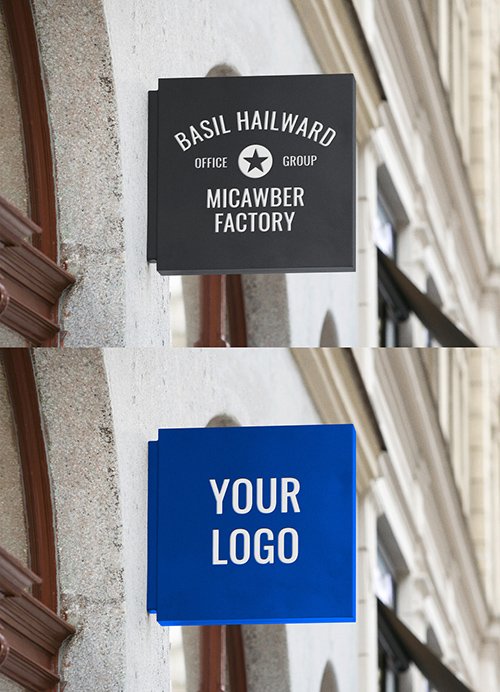 BASIL HAILWARD
OFFICE GROUP
MICAWBER
FACTORY
YOUR
LOGO